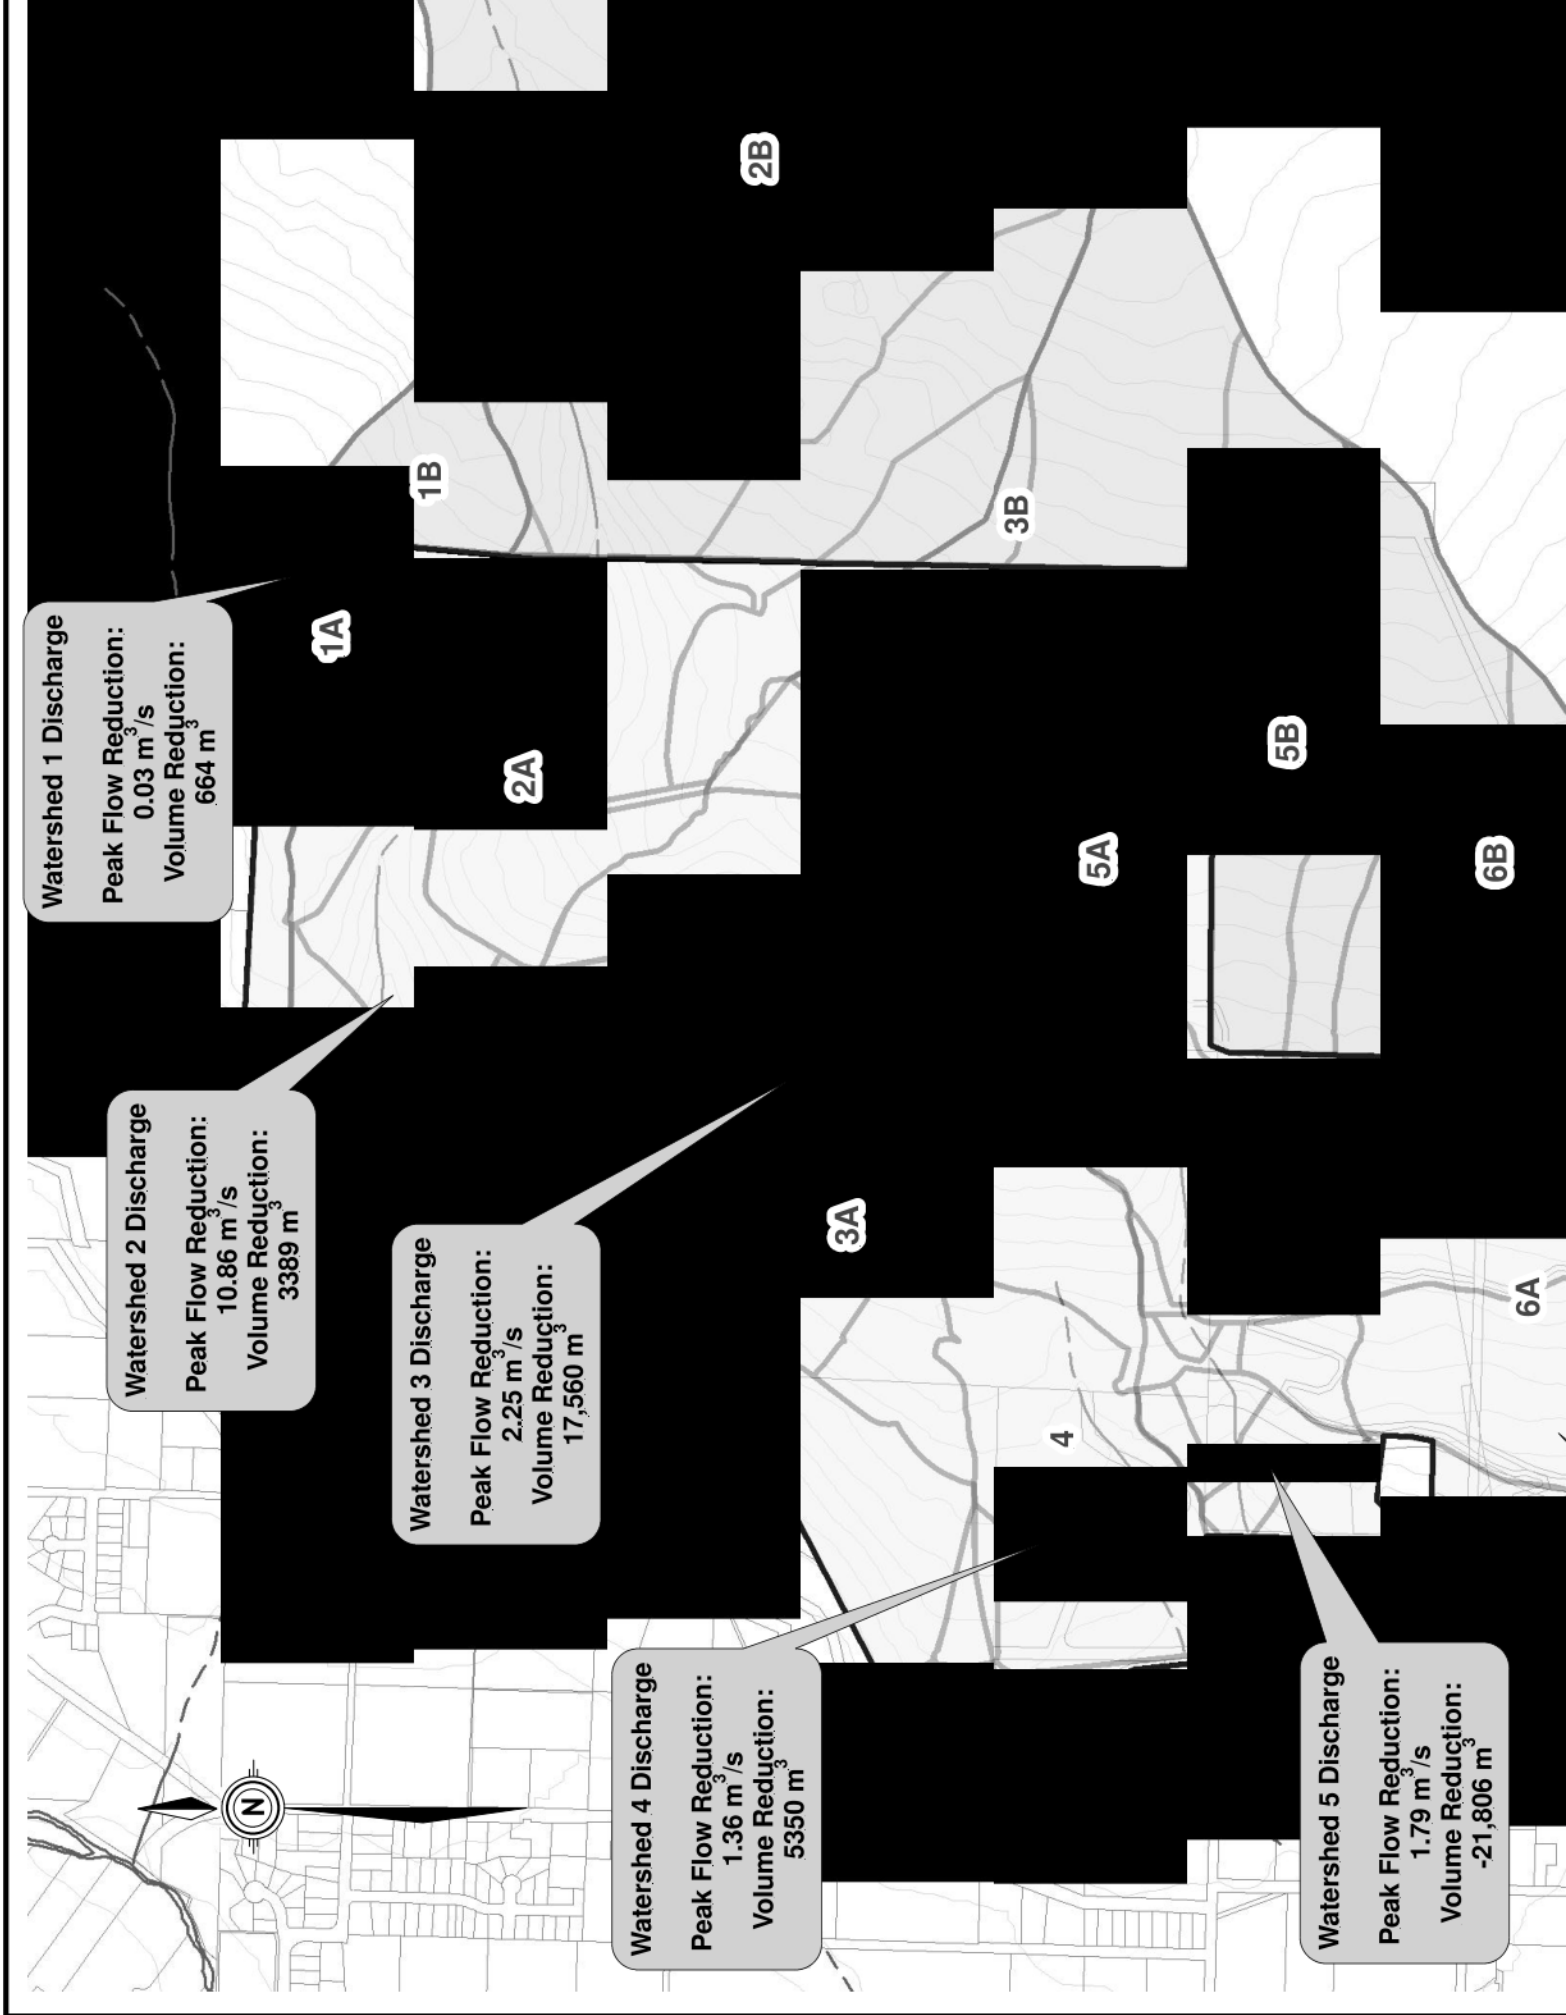 Watershed 1 Discharge
Peak Flow Reduction:
0.03 m³/s
Volume Reduction:
664 m³
Watershed 2 Discharge
Peak Flow Reduction:
10.86 m³/s
Volume Reduction:
3389 m³
Watershed 3 Discharge
Peak Flow Reduction:
2.25 m³/s
Volume Reduction:
17,560 m³
Watershed 4 Discharge
Peak Flow Reduction:
1.36 m³/s
Volume Reduction:
5350 m³
Watershed 5 Discharge
Peak Flow Reduction:
1.79 m³/s
Volume Reduction:
-21,806 m³
N
1A
1B
2A
2B
3A
3B
4
5A
5B
6A
6B